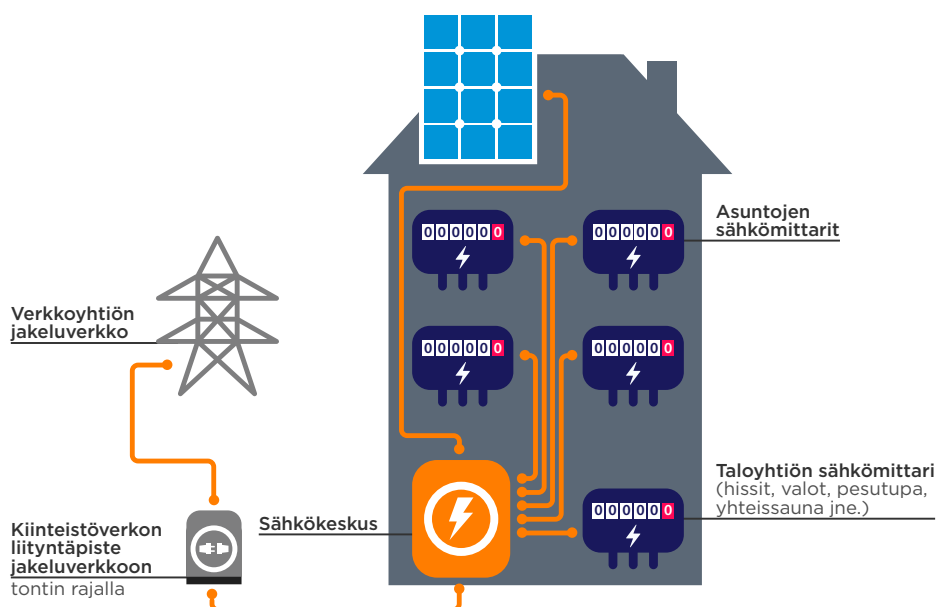 000000
000000
Asuntojen
sähkömittarit
Verkkoyhtiön
jakeluverkko
000000
000000
Taloyhtiön sähkömittari
(hissit, valot, pesutupa,
yhteissauna jne.)
000000
Sähkökeskus
Kiinteistöverkon
liityntäpiste
jakeluverkkoon
tontin rajalla